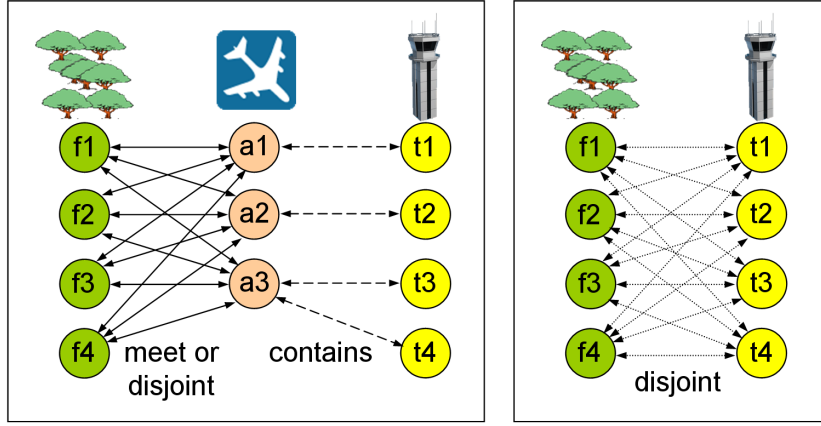 f1 a1 t1
f2 a2 t2
f3 a3 t3
f4 t4
meet or
disjoint
contains
f1 t1
f2 t2
f3 t3
f4 t4
disjoint